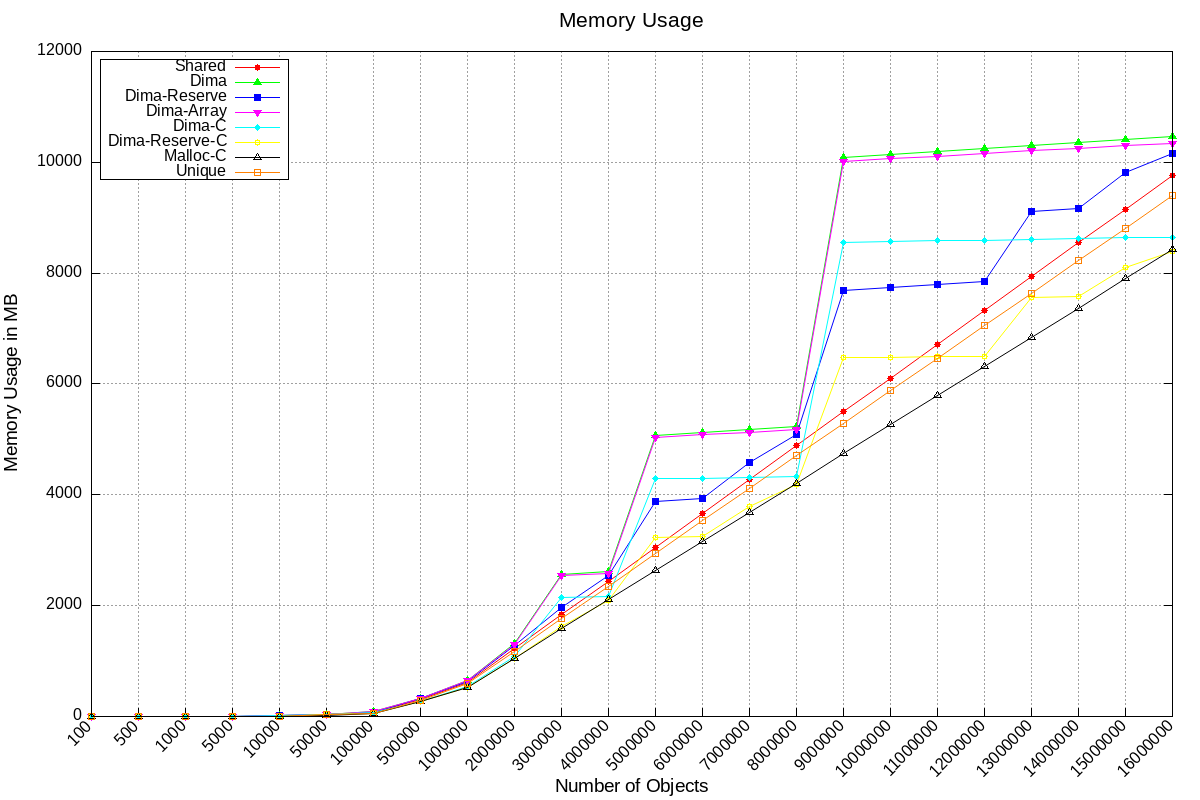 Memory Usage
12000
10000
8000
6000
4000
2000
0
Memory Usage in MB
Shared
Dima
Dima-Reserve
Dima-Array
Dima-C
Dima-Reserve-C
Malloc-C
Unique
100
500
1000
5000
10000
50000
100000
500000
1000000
2000000
3000000
4000000
5000000
6000000
7000000
8000000
9000000
10000000
11000000
12000000
13000000
14000000
15000000
16000000
Number of Objects